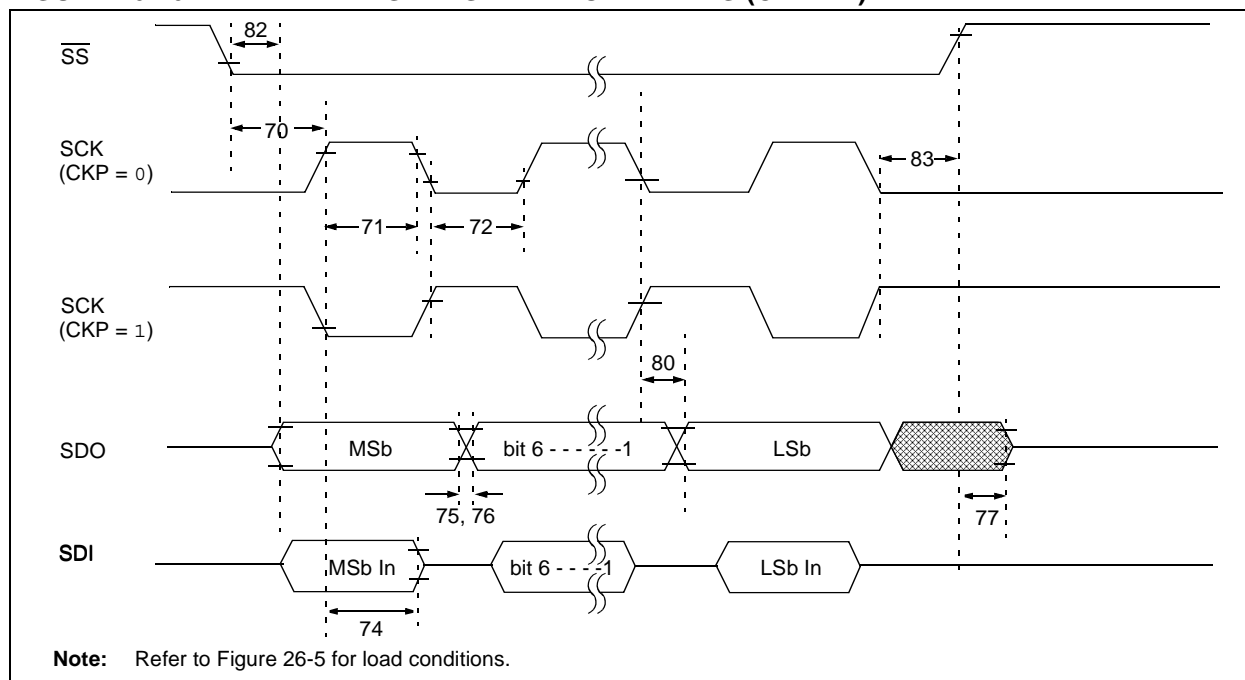 82
SS
70
SCK
(CKP = 0)
83
71
72
SCK
(CKP = 1)
80
SDO
MSb
bit 6 - - - - - -1
LSb
75, 76
77
SDI
MSb In
bit 6 - - - -1
LSb In
74
Note: Refer to Figure 26-5 for load conditions.